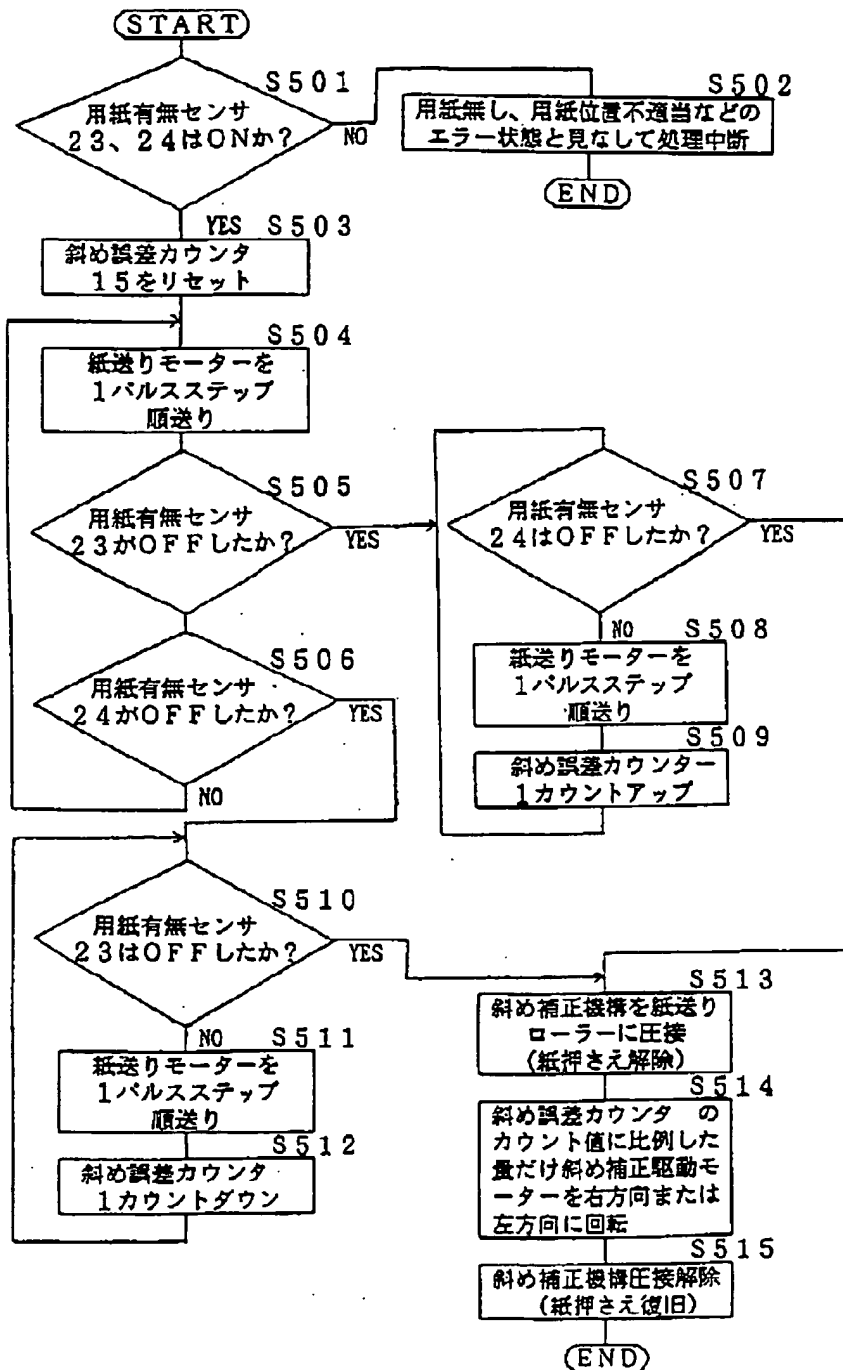 START
S501
用紙有無センサ
23、24はONか?
NO
S502
用紙無し、用紙位置不適当などの
エラー状態と見なして処理中断
END
YES
S503
斜め誤差カウンタ
15をリセット
S504
紙送りモーターを
1パルスステップ
順送り
S505
用紙有無センサ
23がOFFしたか?
YES
S506
用紙有無センサ
24がOFFしたか?
YES
NO
S507
用紙有無センサ
24はOFFしたか?
YES
NO
S508
紙送りモーターを
1パルスステップ
順送り
S509
斜め誤差カウンター
1カウントアップ
S510
用紙有無センサ
23はOFFしたか?
YES
NO
S511
紙送りモーターを
1パルスステップ
順送り
S512
斜め誤差カウンタ
1カウントダウン
S513
斜め補正機構を紙送り
ローラーに圧接
(紙押さえ解除)
S514
斜め誤差カウンタ の
カウント値に比例した
量だけ斜め補正駆動モ
ーターを右方向または
左方向に回転
S515
斜め補正機構圧接解除
(紙押さえ復旧)
END